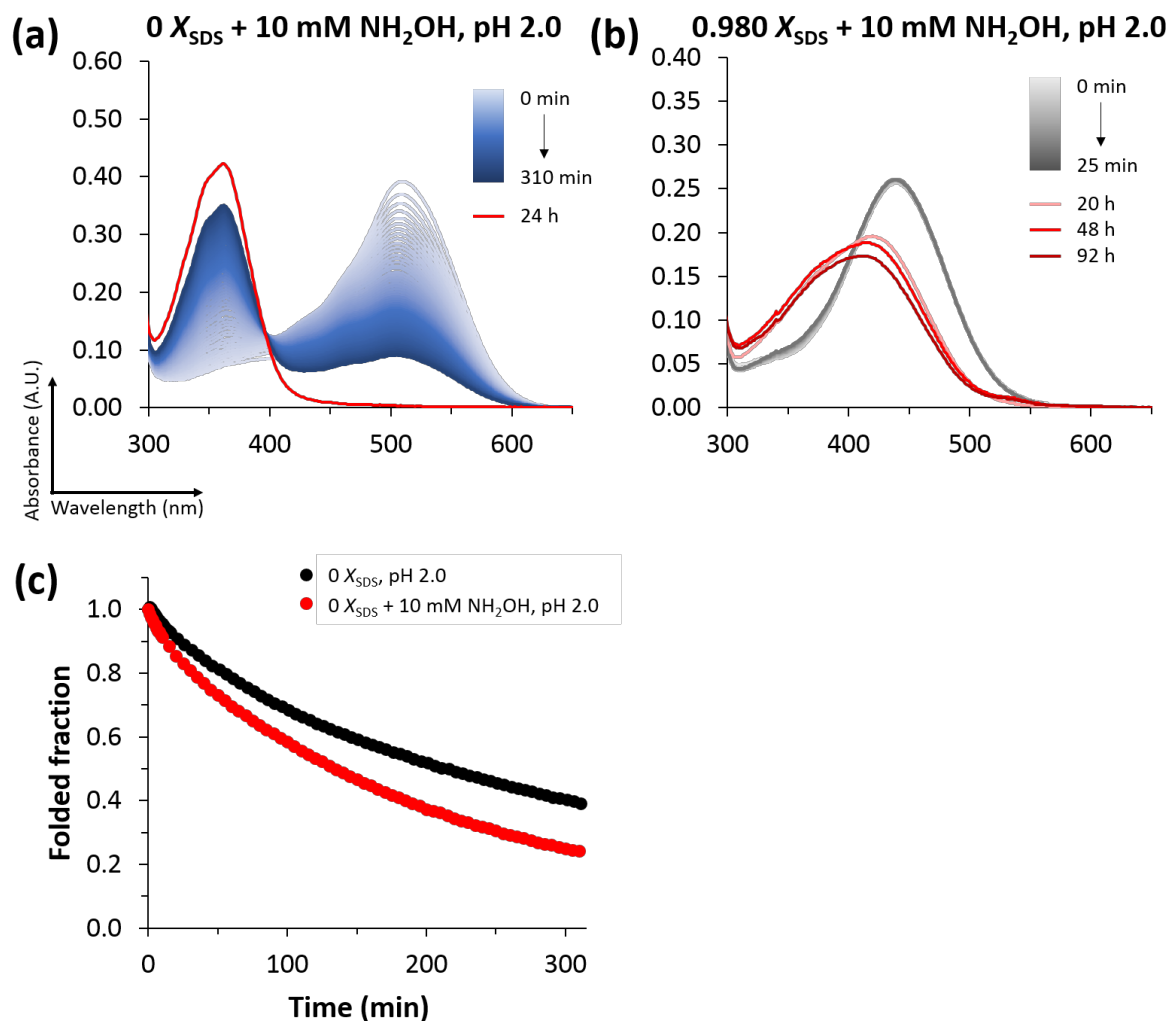 (a)
0 X_SDS + 10 mM NH₂OH, pH 2.0
0.60
0.50
0.40
0.30
0.20
0.10
0.00
300
400
500
600
0 min
310 min
24 h
Absorbance (A.U.)
Wavelength (nm)
(b)
0.980 X_SDS + 10 mM NH₂OH, pH 2.0
0.40
0.35
0.30
0.25
0.20
0.15
0.10
0.05
0.00
300
400
500
600
0 min
25 min
20 h
48 h
92 h
(c)
0 X_SDS, pH 2.0
0 X_SDS + 10 mM NH₂OH, pH 2.0
Folded fraction
1.0
0.8
0.6
0.4
0.2
0.0
0
100
200
300
Time (min)